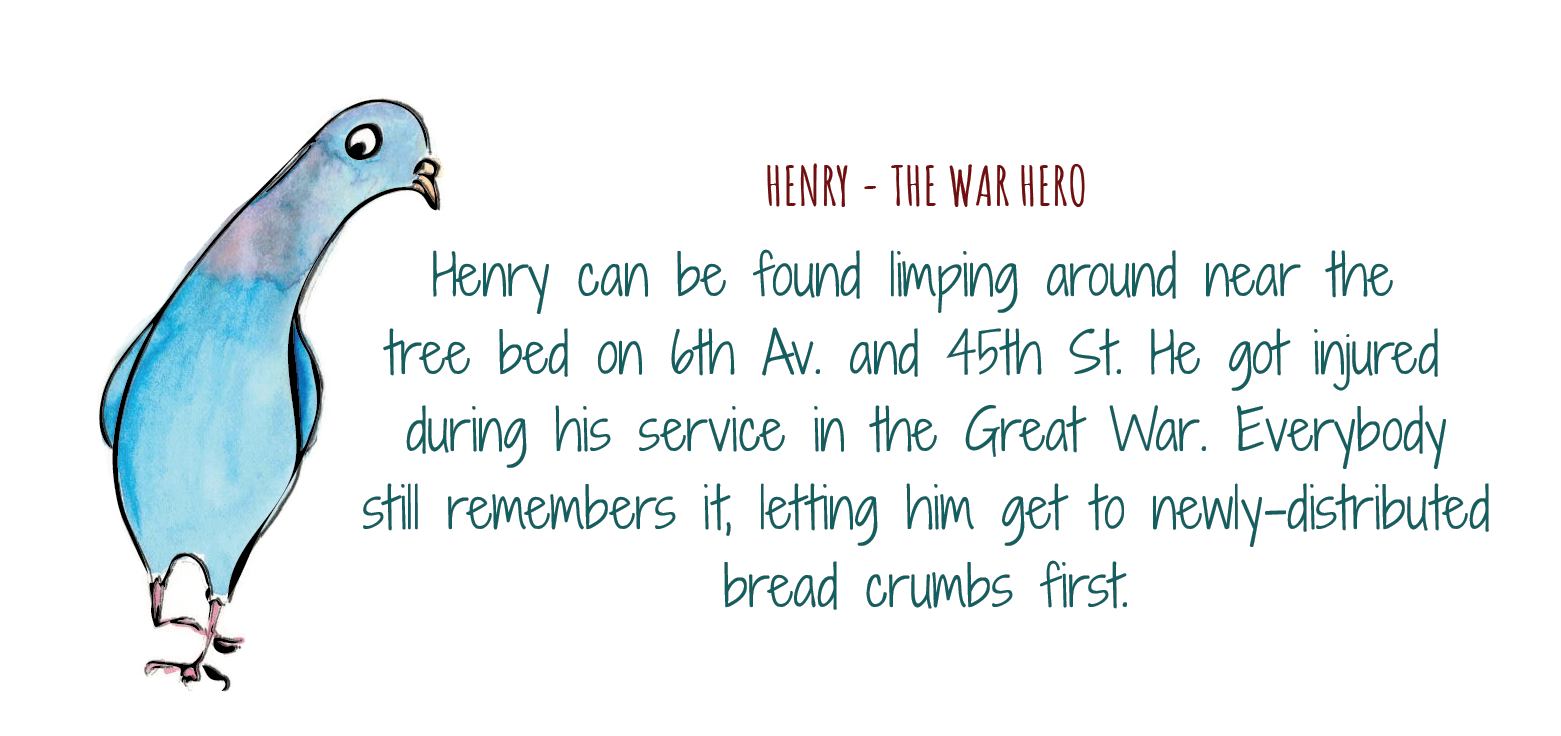 HENRY - THE WAR HERO
Henry can be found limping around near the
tree bed on 6th Av. and 45th St. He got injured
during his service in the Great War. Everybody
still remembers it, letting him get to newly-distributed
bread crumbs first.